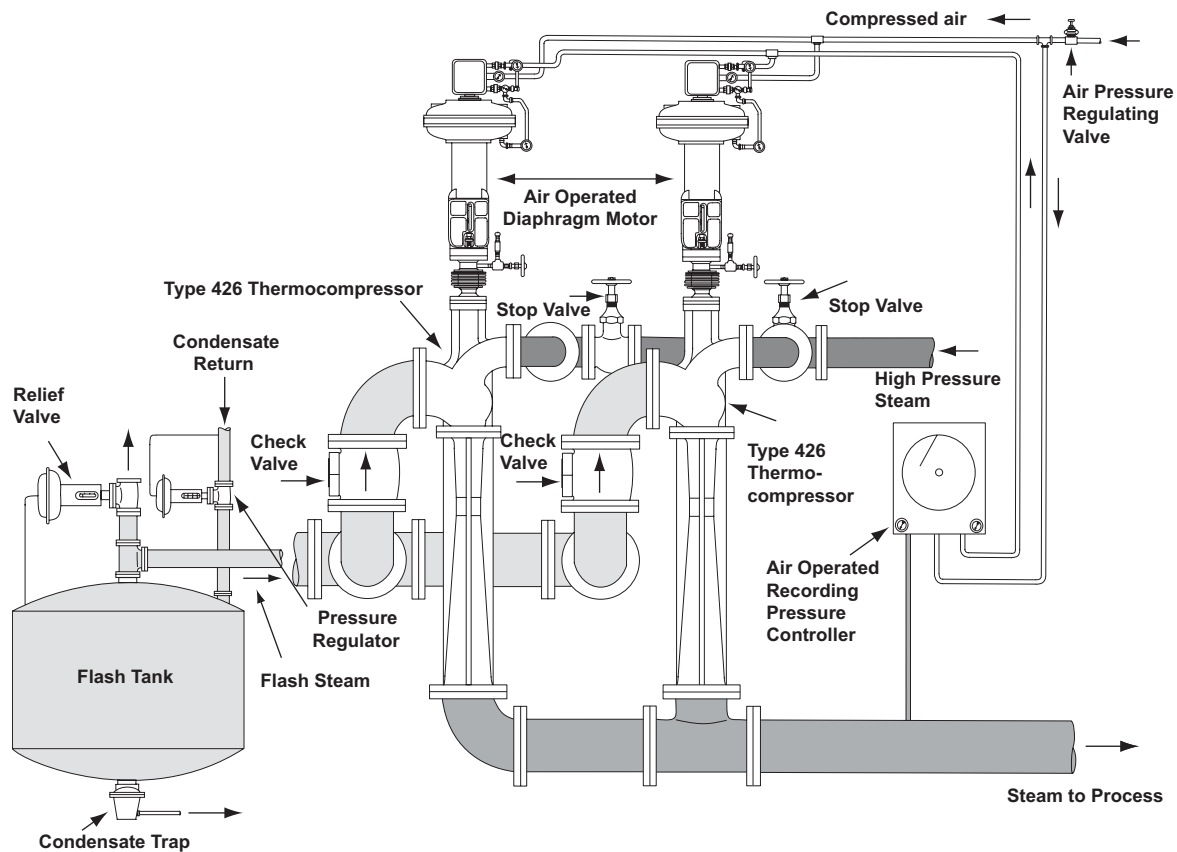 Compressed air
Air Pressure
Regulating
Valve
Air Operated
Diaphragm Motor
Type 426 Thermocompressor
Stop Valve
Stop Valve
Condensate
Return
High Pressure
Steam
Relief
Valve
Check
Valve
Check
Valve
Type 426
Thermo-
compressor
Air Operated
Recording
Pressure
Controller
Pressure
Regulator
Flash Tank
Flash Steam
Steam to Process
Condensate Trap